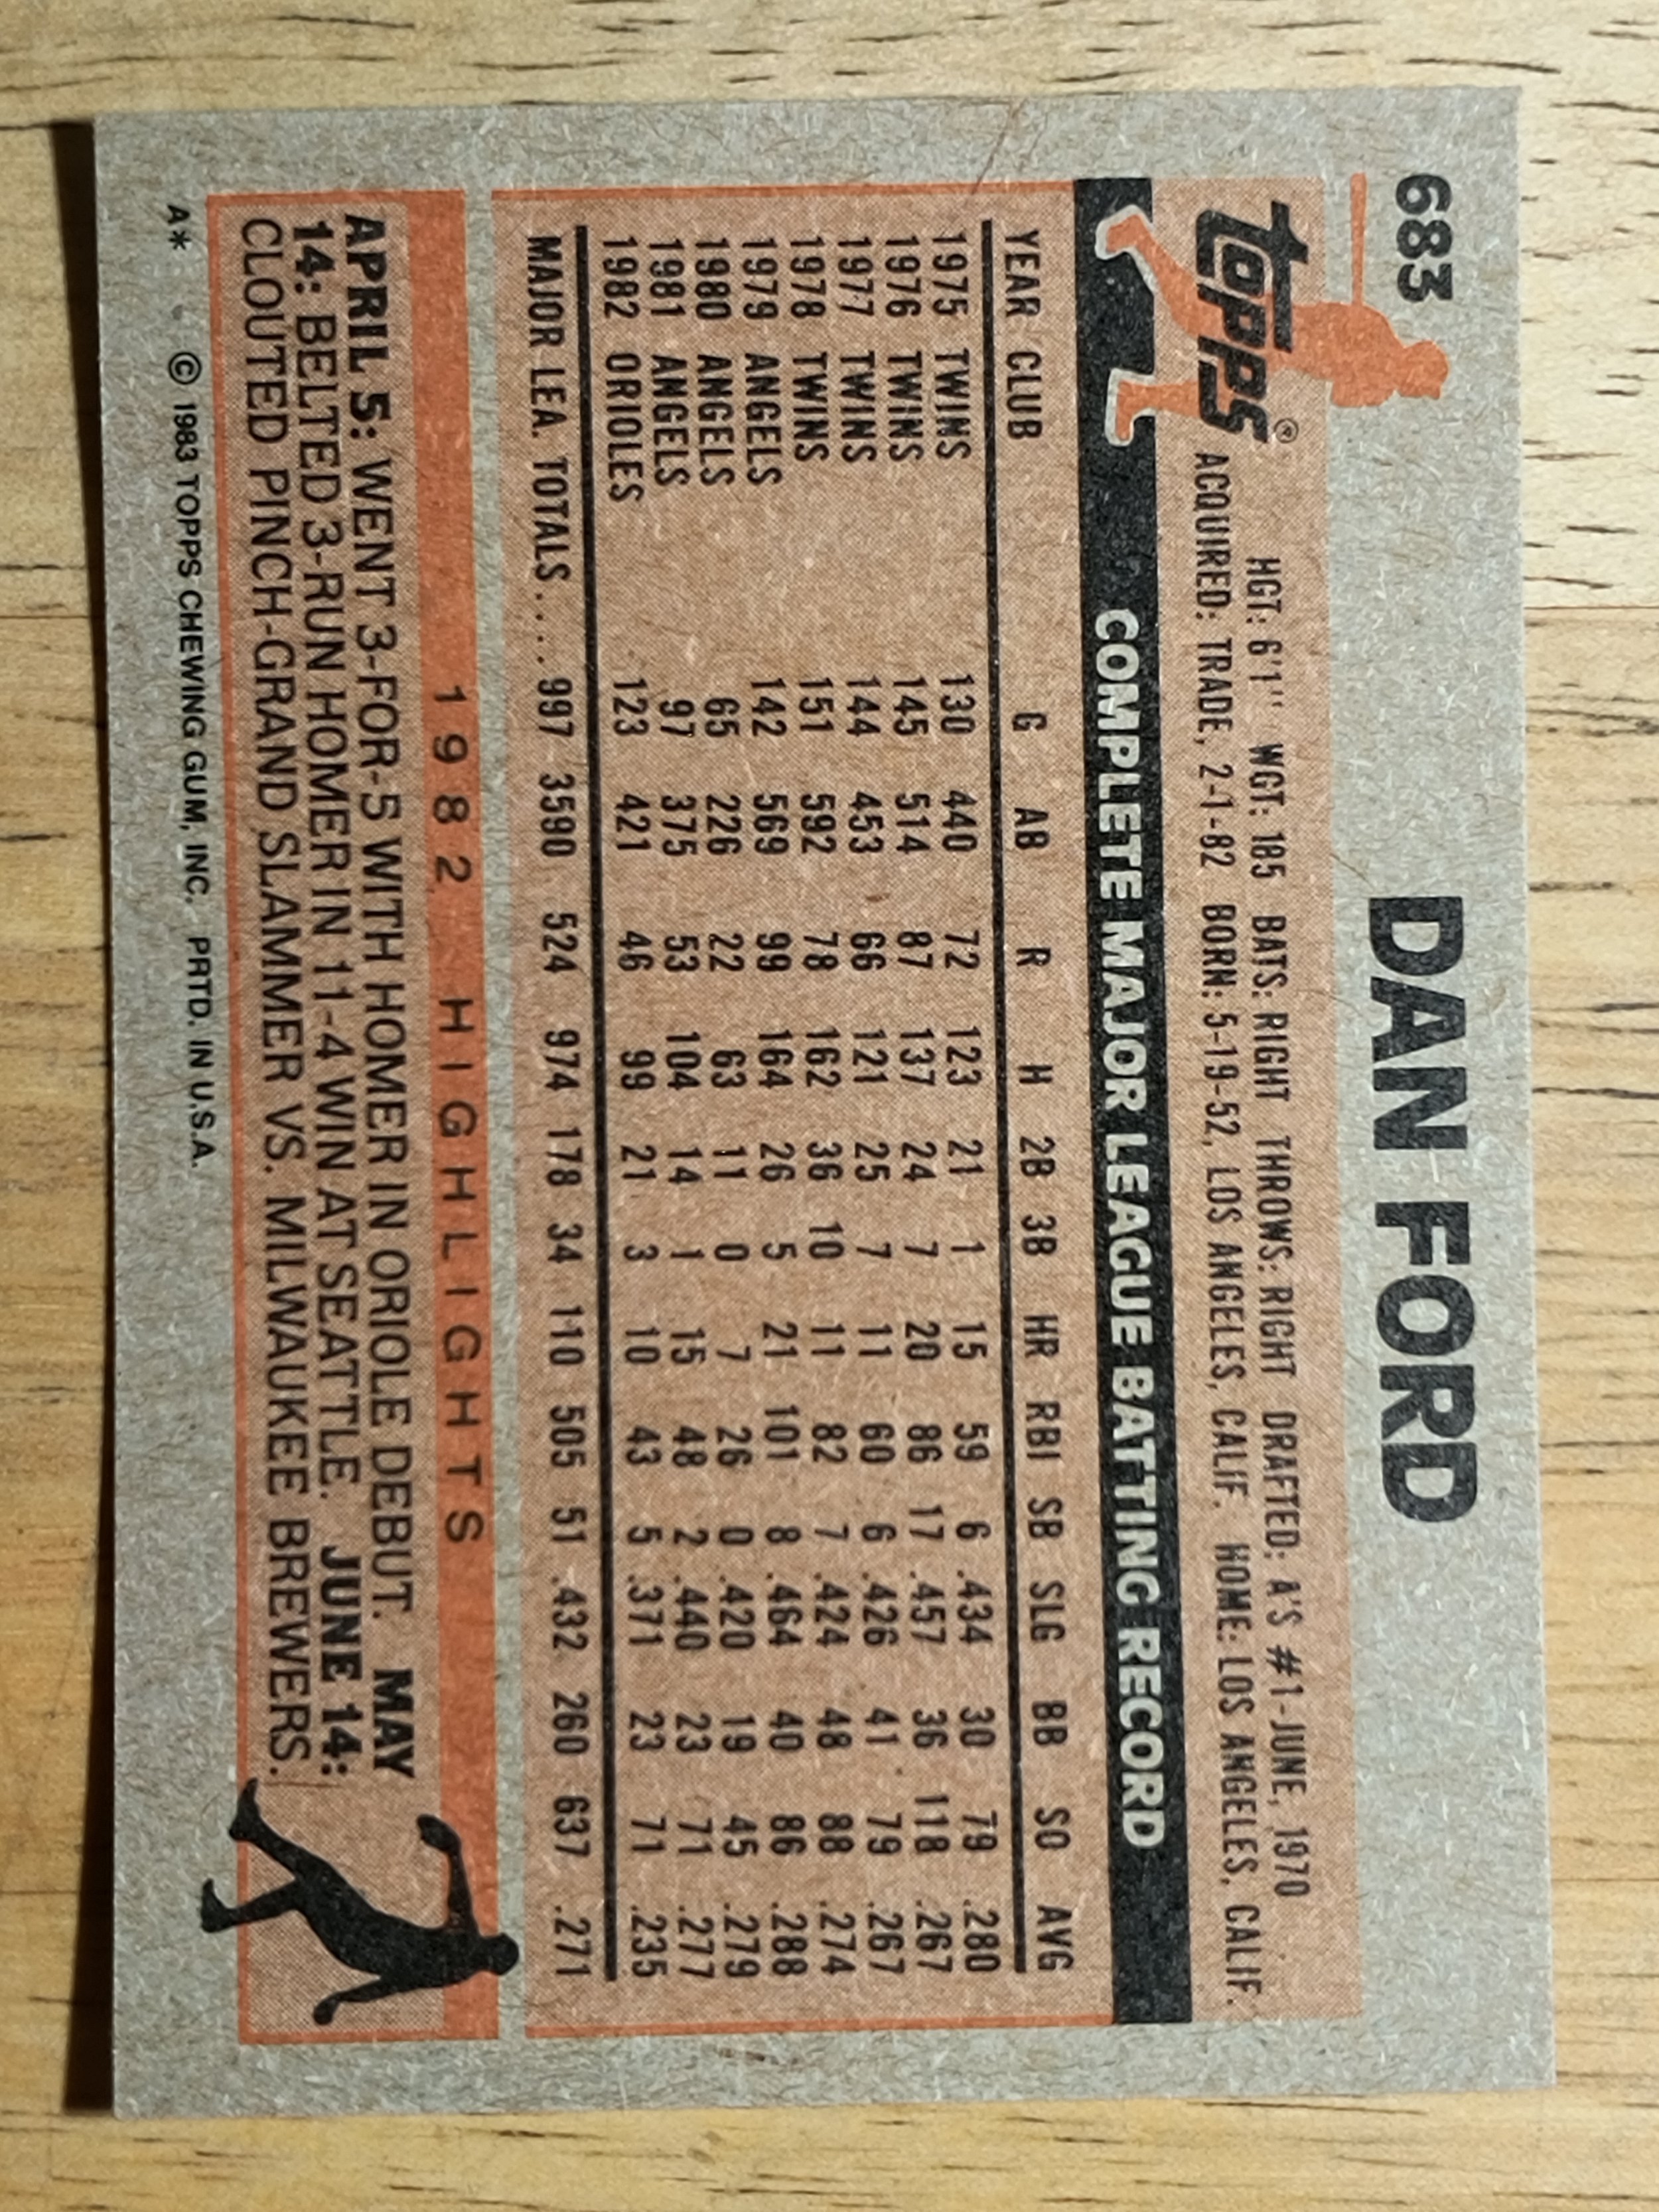 683 DAN FORD
Topps®
HGT: 6'1" WGT: 185 BATS: RIGHT THROWS: RIGHT DRAFTED: A'S #1-JUNE, 1970
ACQUIRED: TRADE, 2-1-82 BORN: 5-19-52, LOS ANGELES, CALIF. HOME: LOS ANGELES, CALIF.
COMPLETE MAJOR LEAGUE BATTING RECORD
YEAR CLUB G AB R H 2B 3B HR RBI SB SLG BB SO AVG
1975 TWINS 130 440 72 123 21 1 15 59 6 .434 30 79 .280
1976 TWINS 145 514 87 137 24 7 20 86 17 .457 36 118 .267
1977 TWINS 144 453 66 121 25 7 11 60 6 .426 41 79 .267
1978 TWINS 151 592 78 162 36 10 11 82 7 .424 48 88 .274
1979 ANGELS 142 569 99 164 26 5 21 101 8 .464 40 86 .288
1980 ANGELS 65 226 22 63 11 0 7 26 0 .420 19 45 .279
1981 ANGELS 97 375 53 104 14 1 15 48 2 .440 23 71 .277
1982 ORIOLES 123 421 46 99 21 3 10 43 5 .371 23 71 .235
MAJOR LEA. TOTALS..... 997 3590 524 974 178 34 110 505 51 .432 260 637 .271
1982 HIGHLIGHTS
APRIL 5: WENT 3-FOR-5 WITH HOMER IN ORIOLE DEBUT. MAY
14: BELTED 3-RUN HOMER IN 11-4 WIN AT SEATTLE. JUNE 14:
CLOUTED PINCH-GRAND SLAMMER VS. MILWAUKEE BREWERS.
A* © 1983 TOPPS CHEWING GUM, INC. PRTD. IN U.S.A.